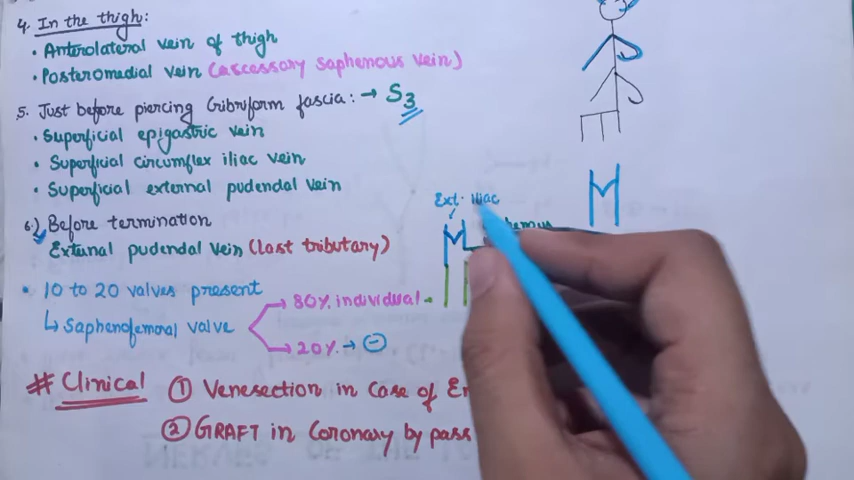 4. In the thigh:
• Anterolateral vein of thigh
• Posteromedial vein (ascessary saphenous vein)
5. Just before piercing Cribriform fascia: → S3
• Superficial epigastric vein
• Superficial circumflex iliac vein
• Superficial external pudendal vein
6.) Before termination
External pudendal vein (last tributary)
Ext. iliac
• 10 to 20 valves present
↳ Saphenofemoral valve
→ 80% individual
→ 20% → ⊖
# Clinical
① Venesection in Case of
② GRAFT in Coronary by pass